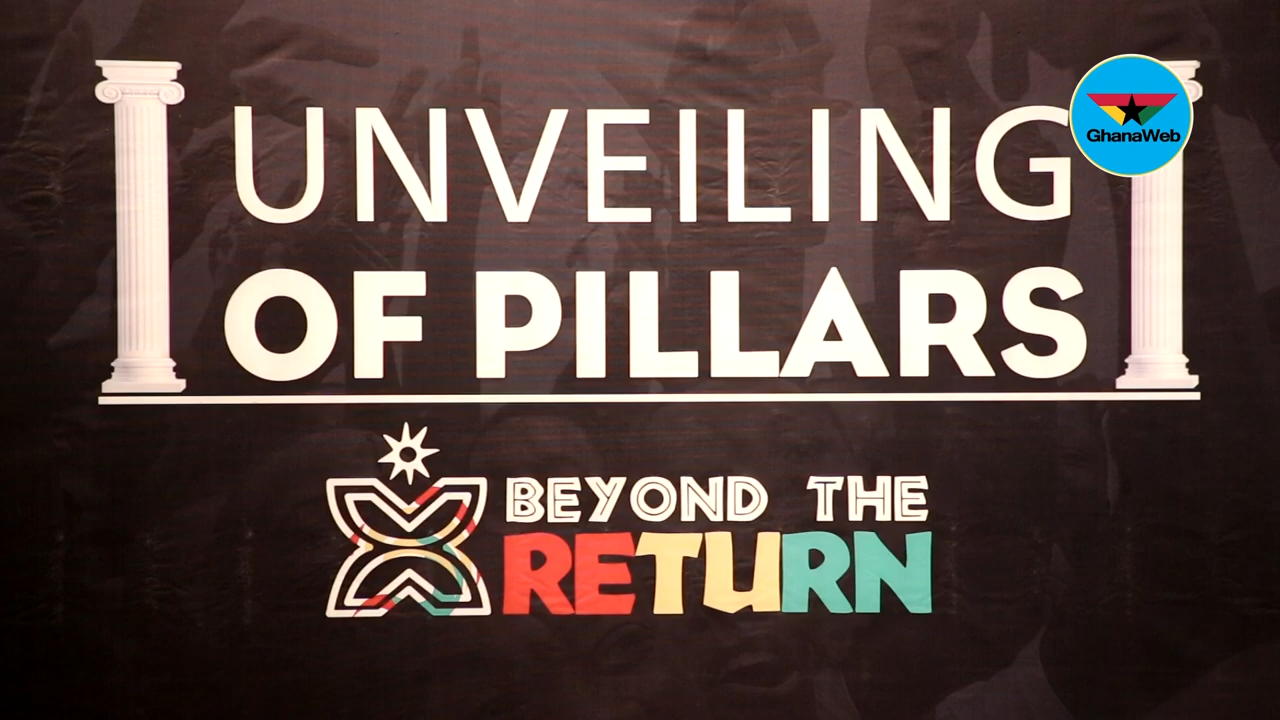 UNVEILING
GhanaWeb
OF PILLARS
BEYOND THE
RETURN